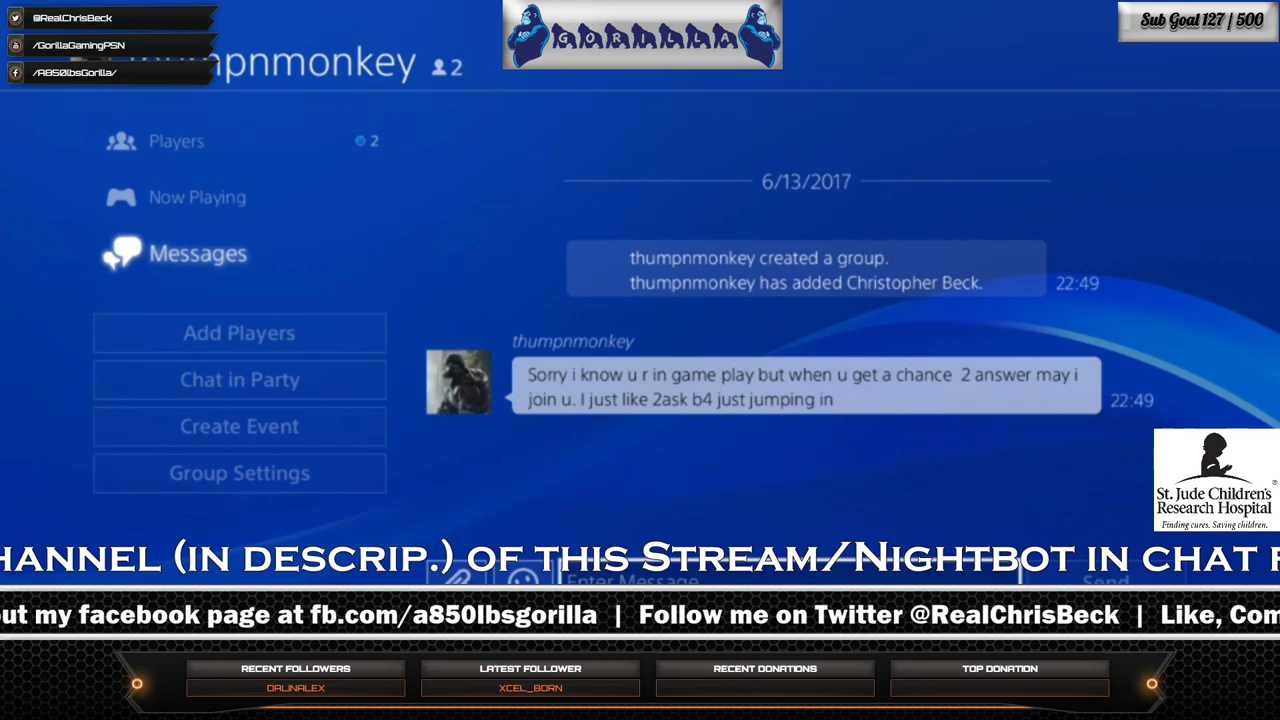 @RealChrisBeck
/GorillaGamingPSN
/A850lbsGorilla/
GORILLA
Sub Goal 127 / 500
umpnmonkey 2
Players 2
Now Playing
Messages
Add Players
Chat in Party
Create Event
Group Settings
6/13/2017
thumpnmonkey created a group.
thumpnmonkey has added Christopher Beck.
22:49
thumpnmonkey
Sorry i know u r in game play but when u get a chance 2 answer may i
join u. I just like 2ask b4 just jumping in
22:49
St. Jude Children's
Research Hospital
Finding cures. Saving children.
HANNEL (IN DESCRIP.) OF THIS STREAM/NIGHTBOT IN CHAT
Enter Message
Send
out my facebook page at fb.com/a850lbsgorilla | Follow me on Twitter @RealChrisBeck | Like, Com
RECENT FOLLOWERS
DALINALEX
LATEST FOLLOWER
XCEL_BORN
RECENT DONATIONS
TOP DONATION